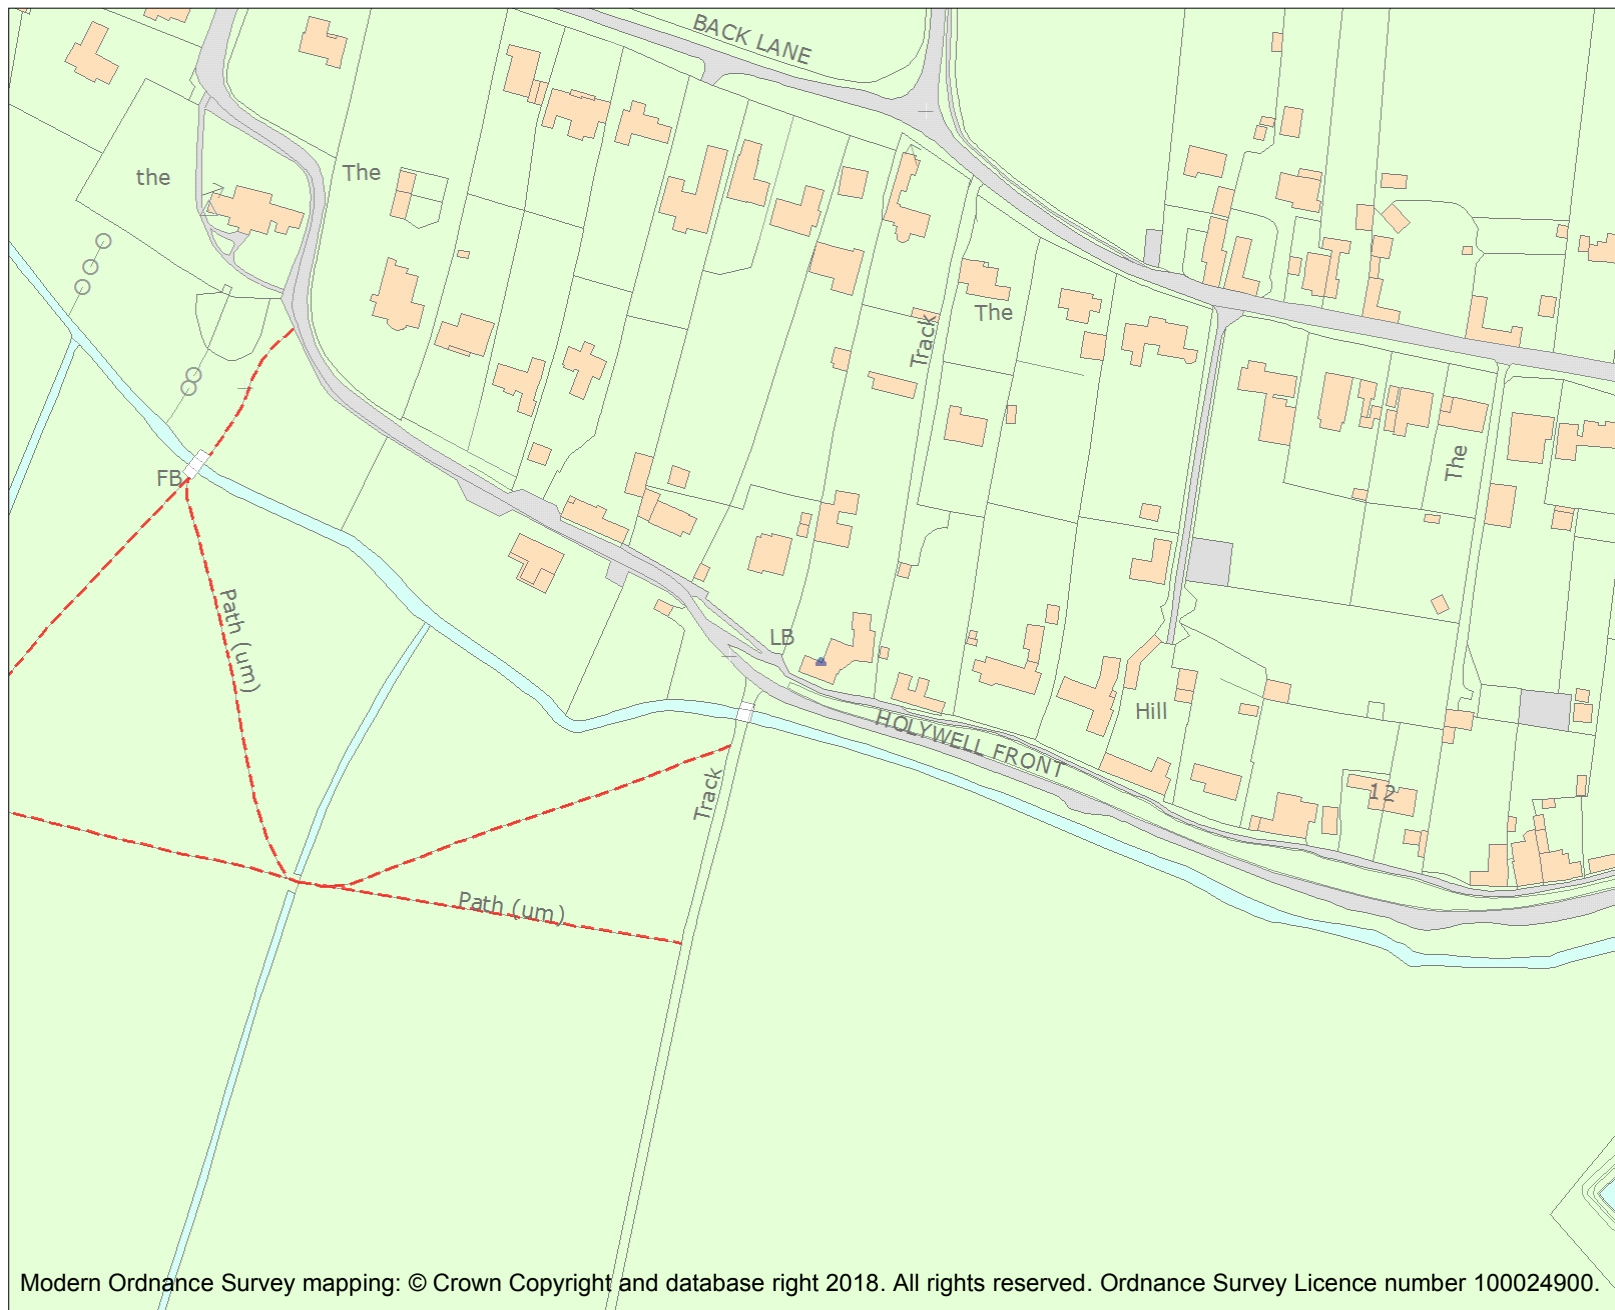 BACK LANE
the
The
The
Track
FB
The
Path (um)
LB
HOLYWELL FRONT
Hill
12
Track
Path (um)
Modern Ordnance Survey mapping: © Crown Copyright and database right 2018. All rights reserved. Ordnance Survey Licence number 100024900.